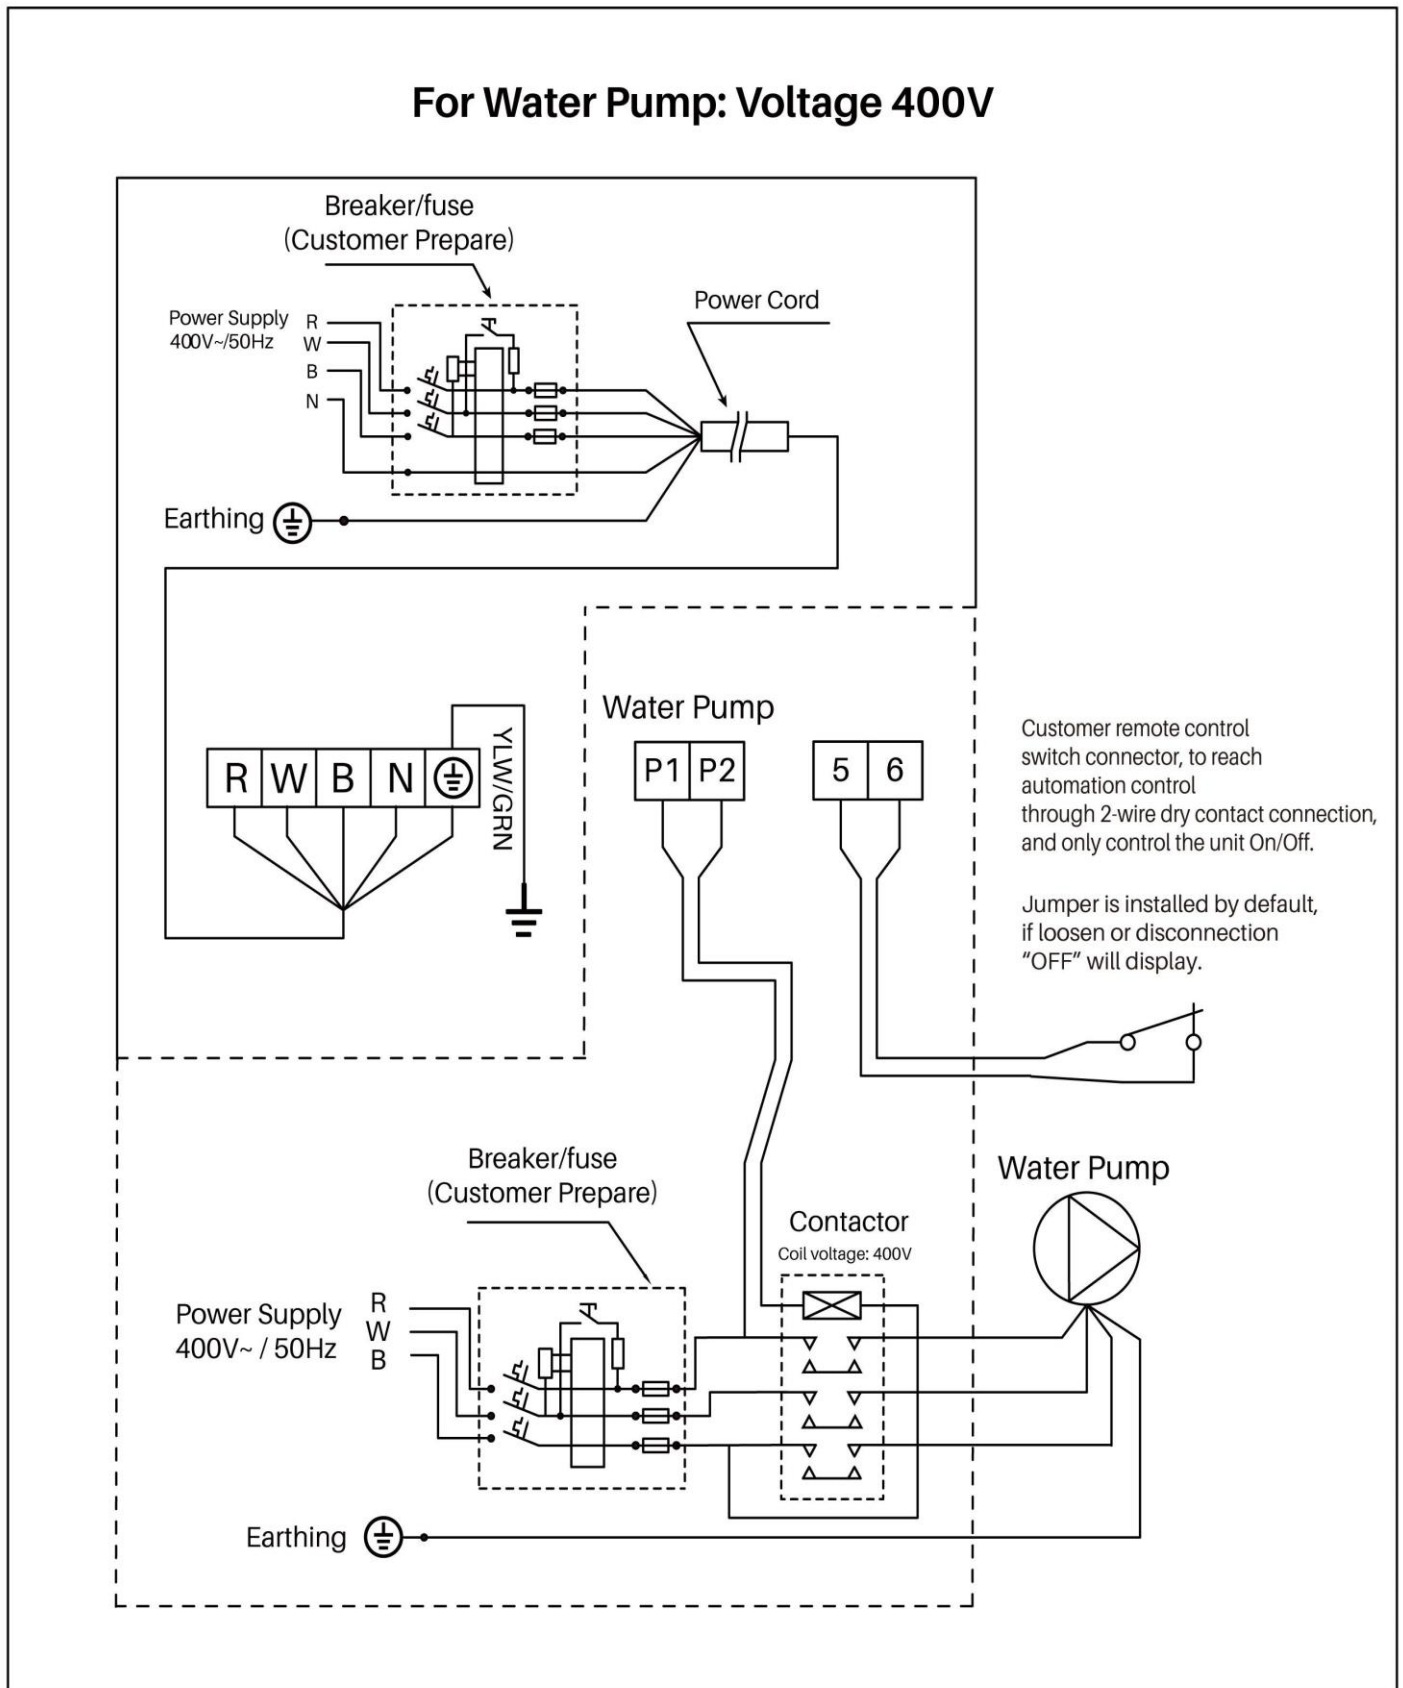 For Water Pump: Voltage 400V
Breaker/fuse
(Customer Prepare)
Power Cord
Power Supply
400V~/50Hz
R
W
B
N
Earthing
Water Pump
R W B N
YLW/GRN
P1 P2
5 6
Customer remote control
switch connector, to reach
automation control
through 2-wire dry contact connection,
and only control the unit On/Off.
Jumper is installed by default,
if loosen or disconnection
“OFF” will display.
Breaker/fuse
(Customer Prepare)
Water Pump
Contactor
Coil voltage: 400V
Power Supply
400V~ / 50Hz
R
W
B
Earthing